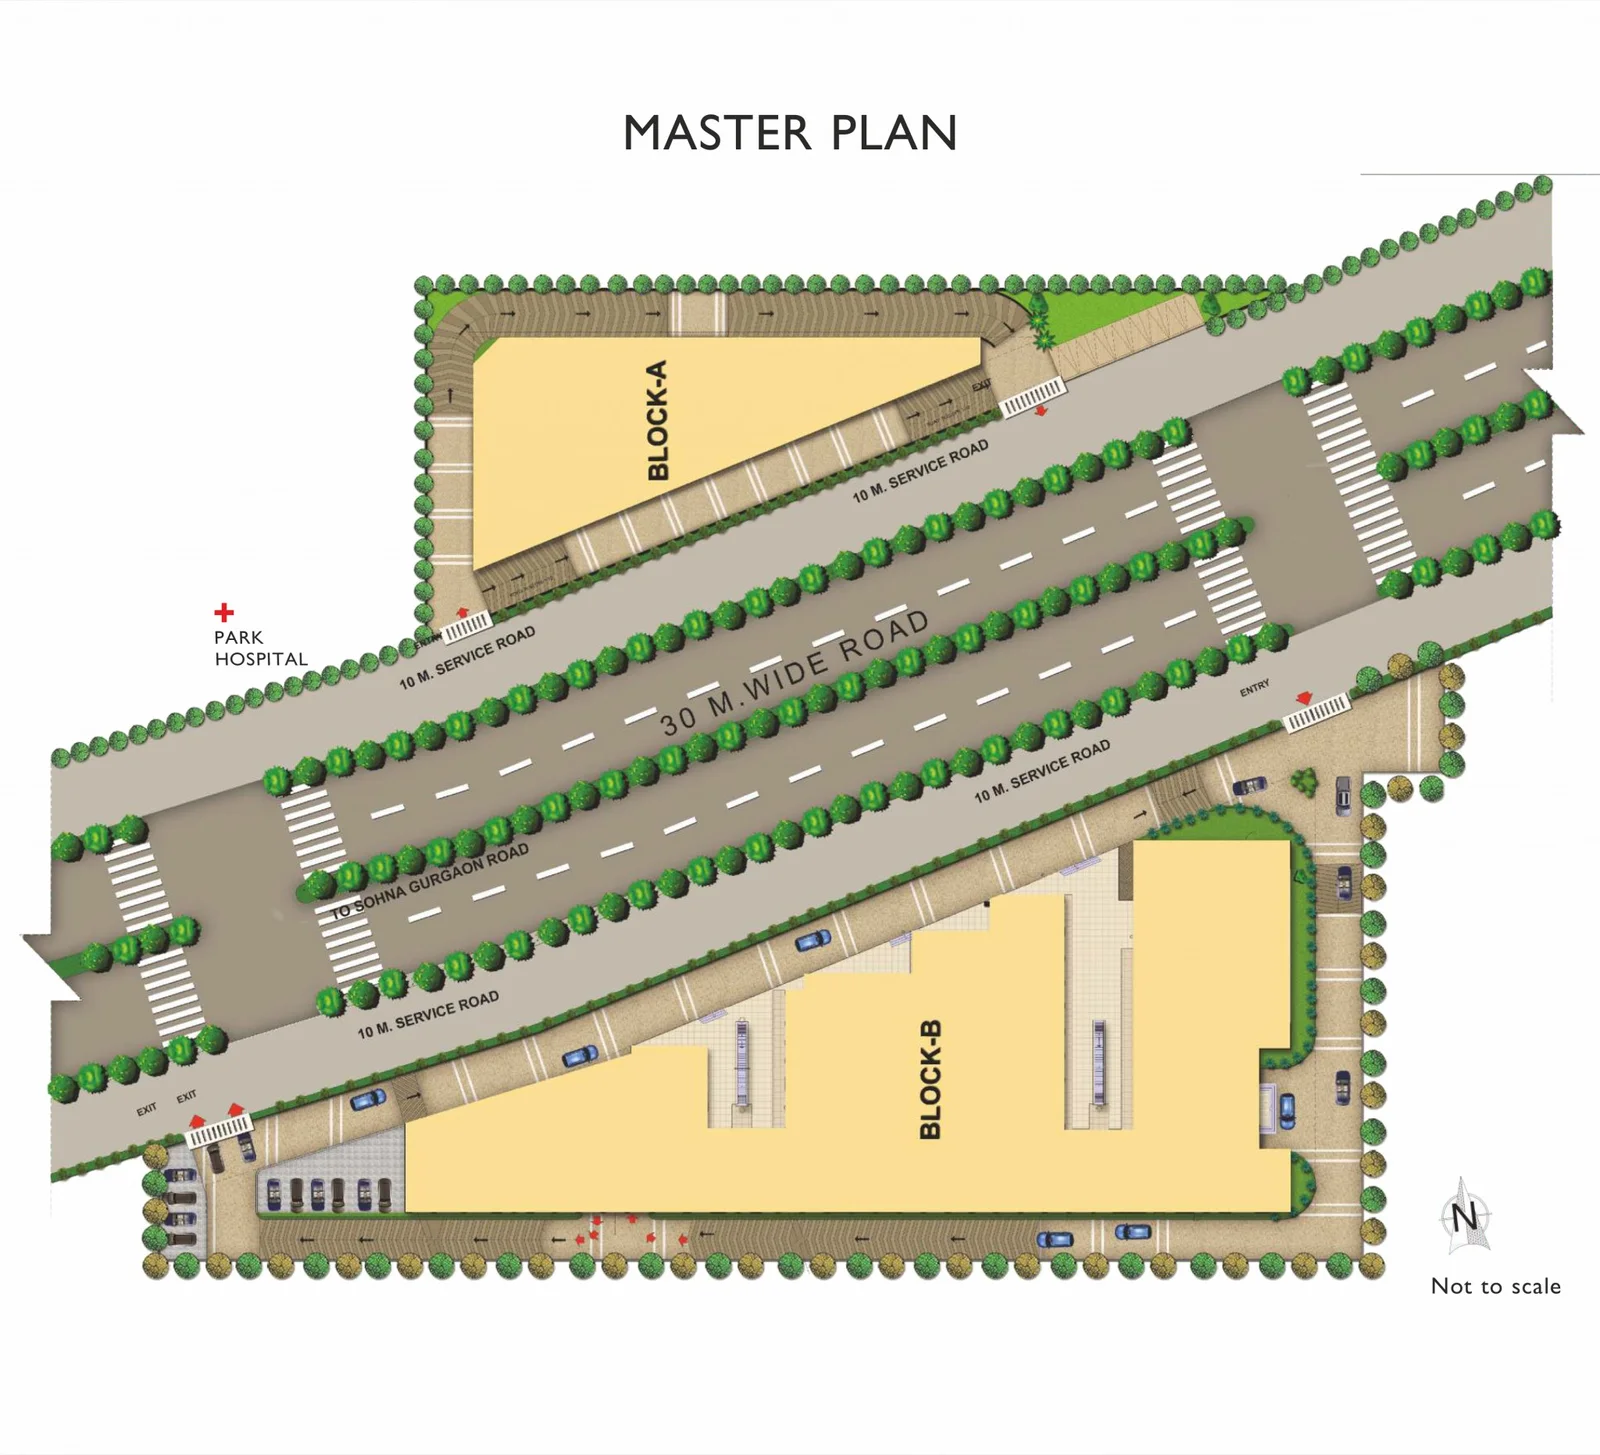 MASTER PLAN
BLOCK-A
EXIT
10 M. SERVICE ROAD
PARK
HOSPITAL
ENTRY
10 M. SERVICE ROAD
30 M. WIDE ROAD
ENTRY
10 M. SERVICE ROAD
TO SOHNA GURGAON ROAD
10 M. SERVICE ROAD
EXIT
EXIT
BLOCK-B
N
Not to scale